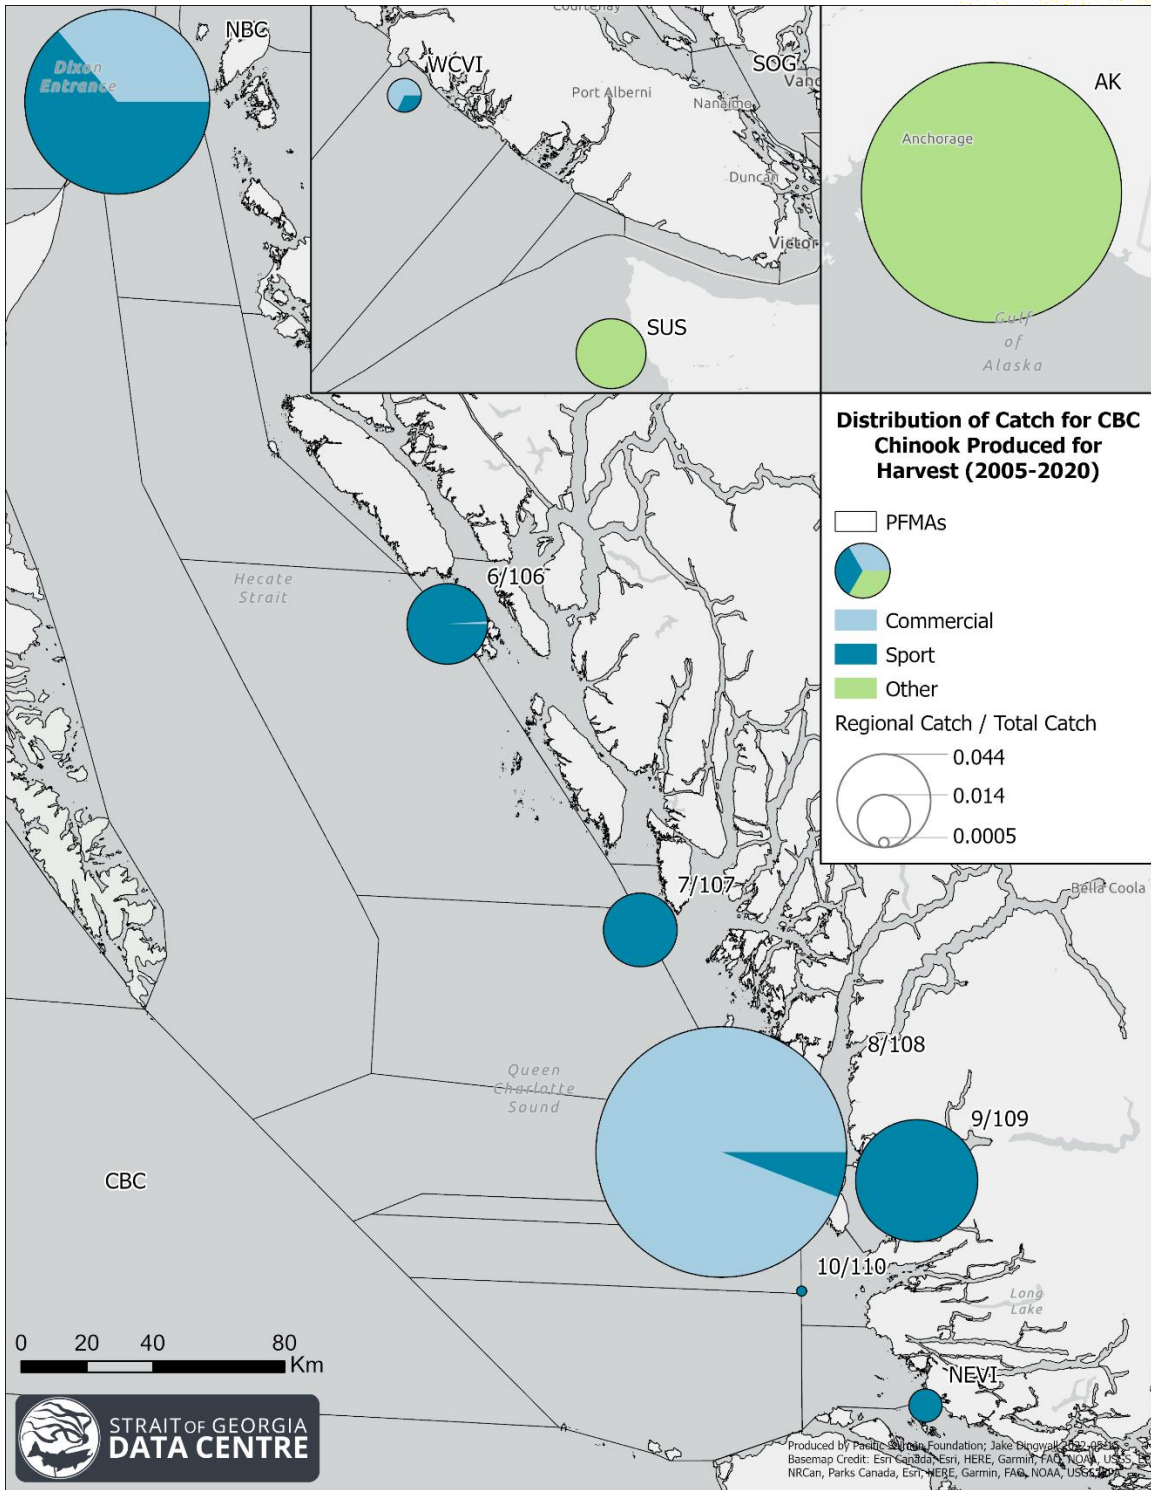 Courtenay
NBC
Dixon
Entrance
WCVI
SOG
Vanc
Port Alberni
Nanaimo
Duncan
Victor
SUS
AK
Anchorage
Gulf
of
Alaska
Distribution of Catch for CBC
Chinook Produced for
Harvest (2005-2020)
PFMAs
Commercial
Sport
Other
Regional Catch / Total Catch
0.044
0.014
0.0005
Hecate
Strait
6/106
7/107
Bella Coola
8/108
Queen
Charlotte
Sound
9/109
CBC
10/110
Long
Lake
NEVI
0 20 40 80
Km
STRAIT OF GEORGIA
DATA CENTRE
Produced by Pacific Salmon Foundation; Jake Dingwall
Basemap Credit: Esri Canada, Esri, HERE, Garmin, FAO, NOAA, USGS,
NRCan, Parks Canada, Esri, HERE, Garmin, FAO, NOAA, USGS,